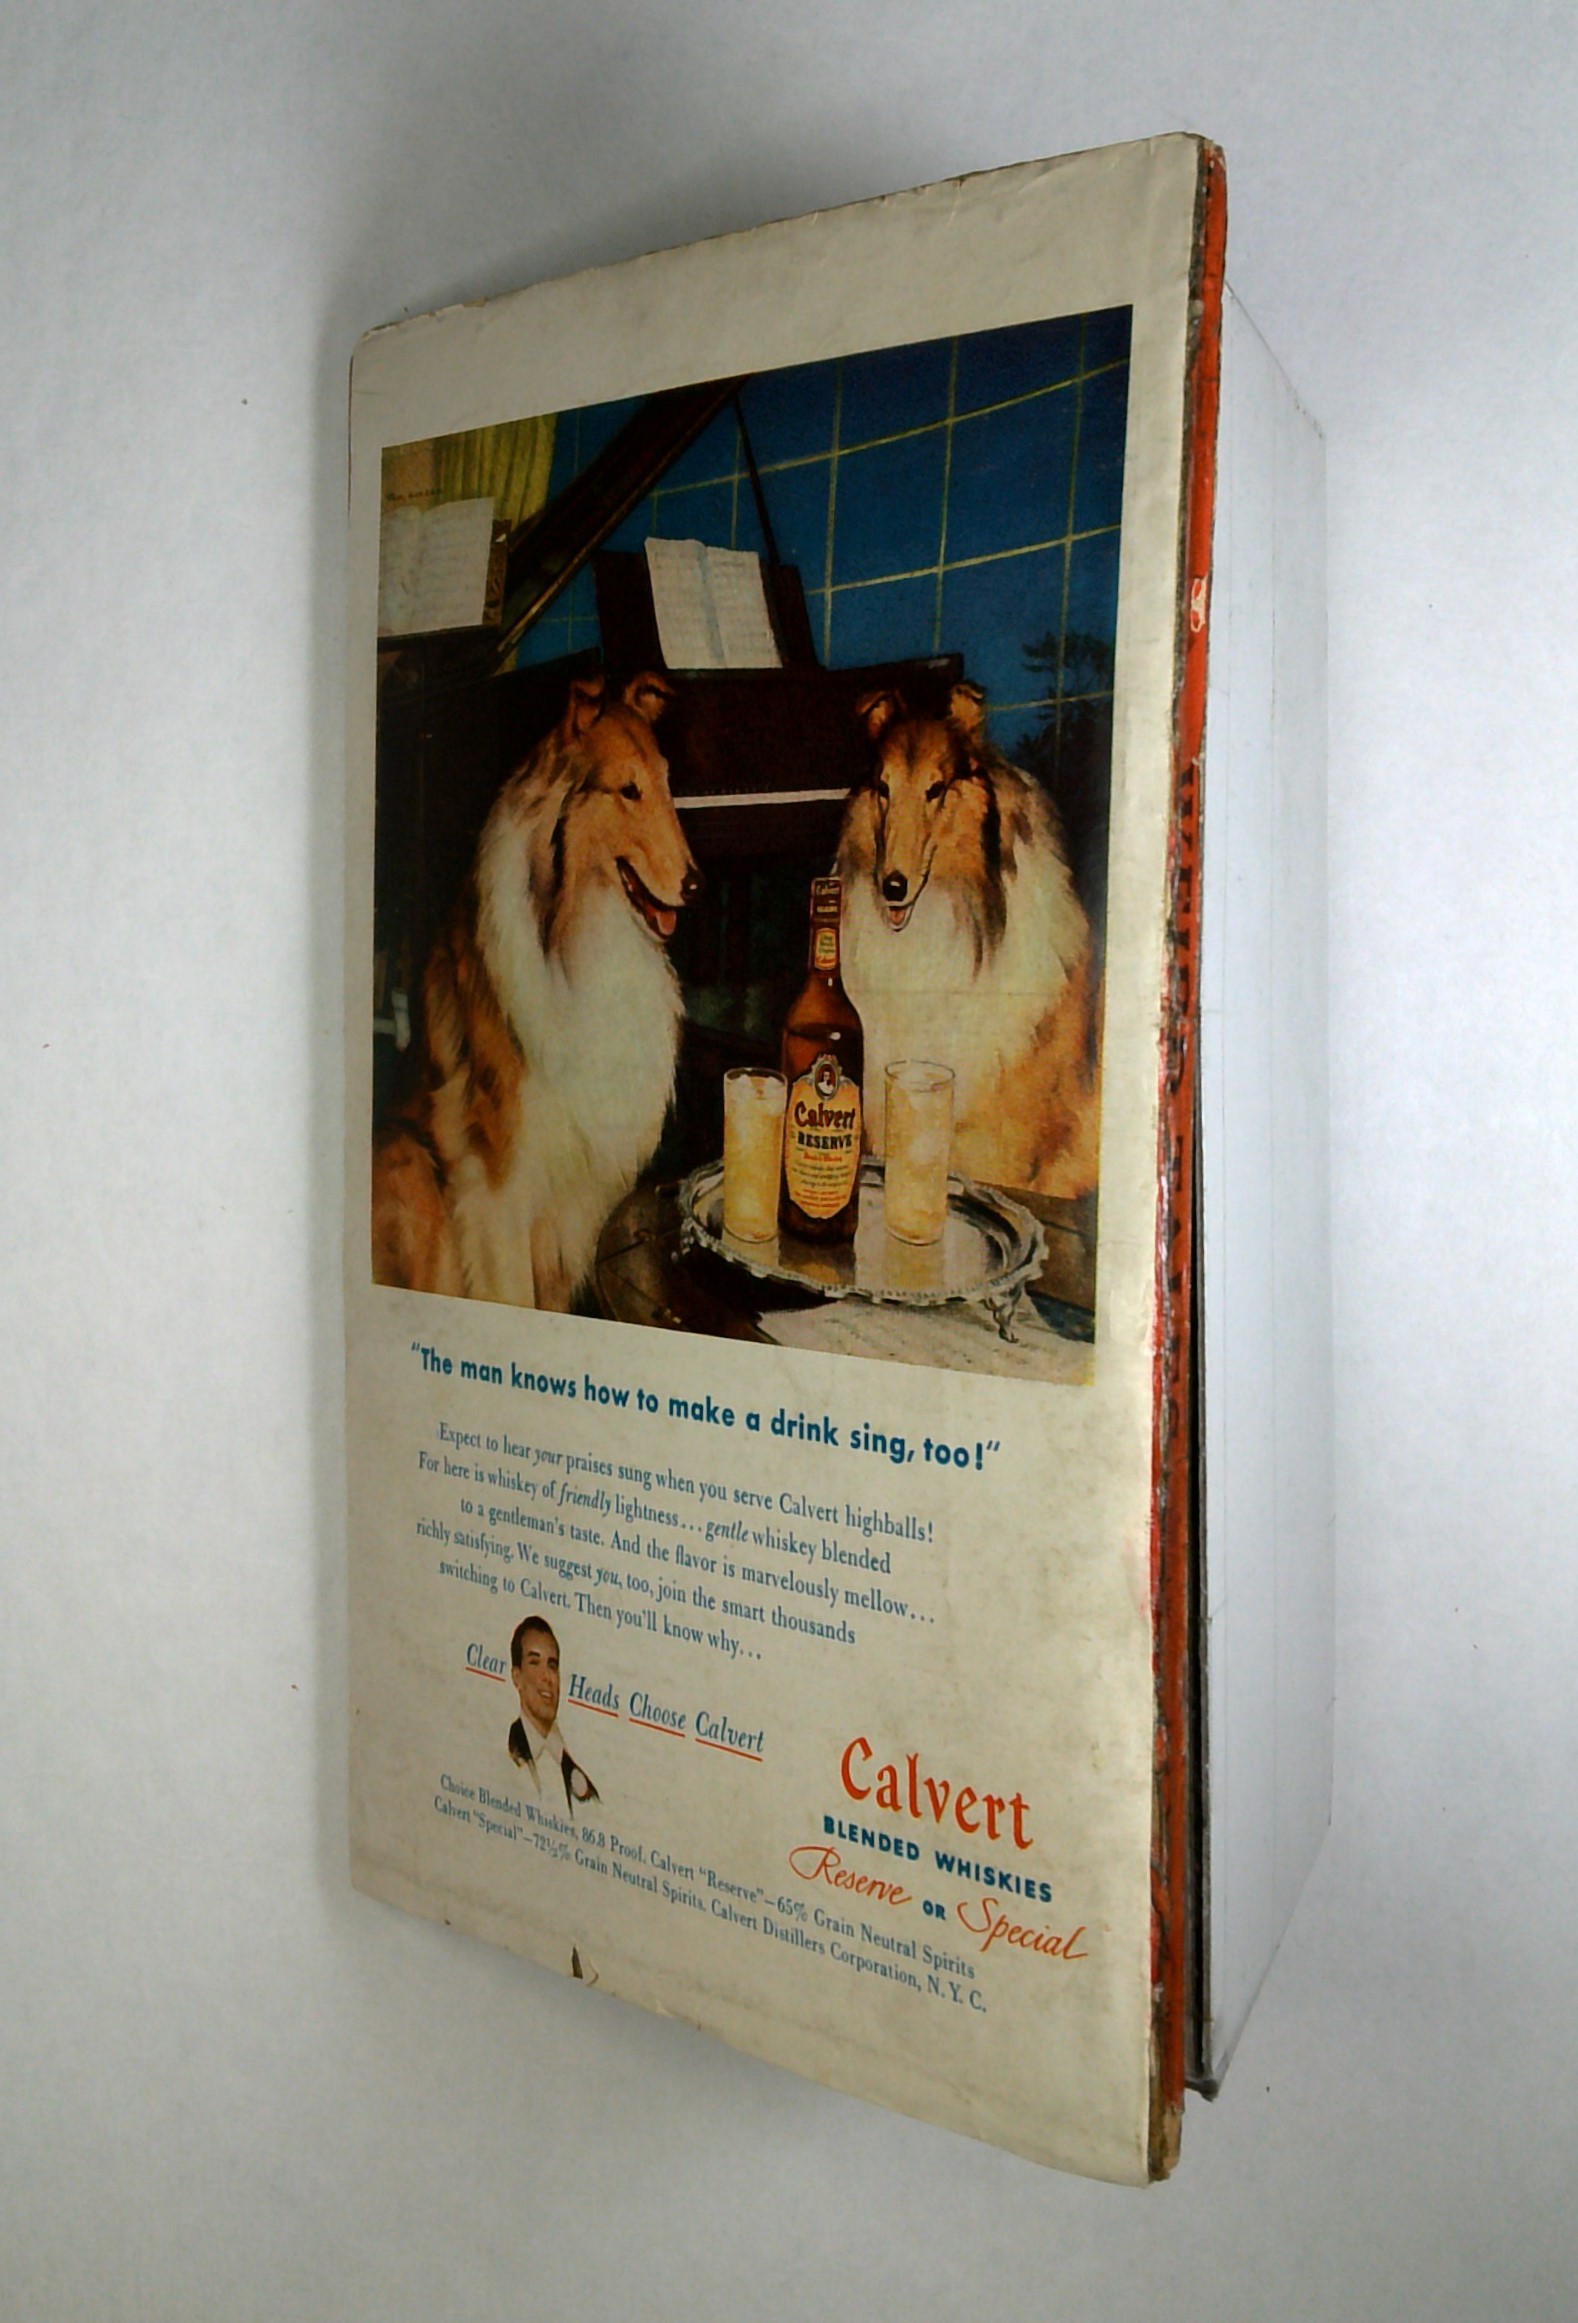 "The man knows how to make a drink sing, too!"
Expect to hear your praises sung when you serve Calvert highballs!
For here is whiskey of friendly lightness...gentle whiskey blended
to a gentleman's taste. And the flavor is marvelously mellow...
richly satisfying. We suggest you, too, join the smart thousands
switching to Calvert. Then you'll know why...
Clear Heads Choose Calvert
Calvert
BLENDED WHISKIES
Reserve OR Special
Choice Blended Whiskies, 86.8 Proof. Calvert "Reserve"—65% Grain Neutral Spirits
Calvert "Special"—72½% Grain Neutral Spirits. Calvert Distillers Corporation, N.Y.C.
Calvert
Calvert
RESERVE